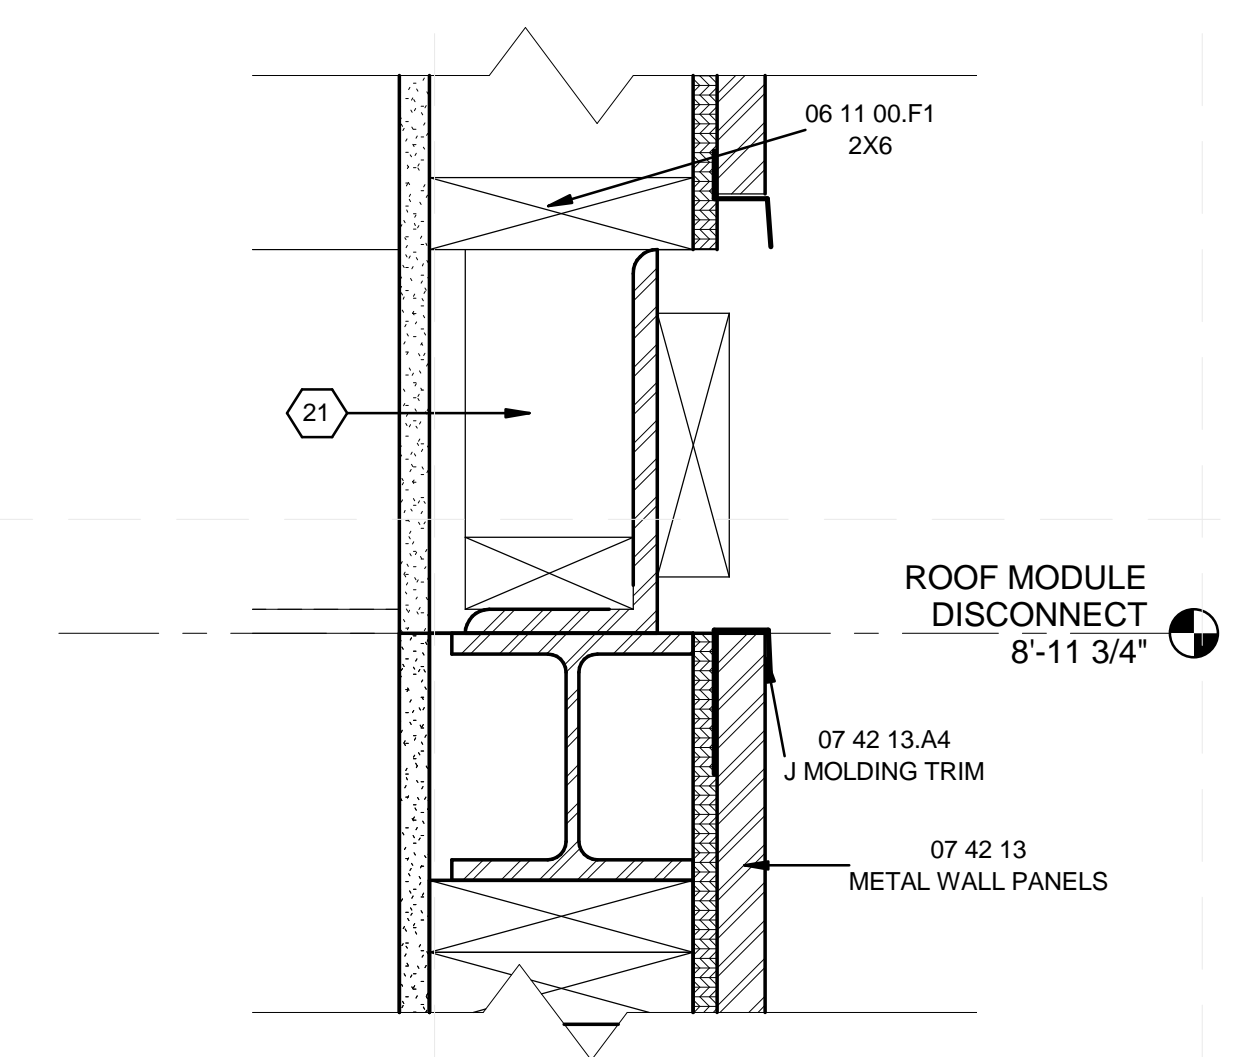 06 11 00.F1
2X6
21
ROOF MODULE
DISCONNECT
8'-11 3/4"
07 42 13.A4
J MOLDING TRIM
07 42 13
METAL WALL PANELS